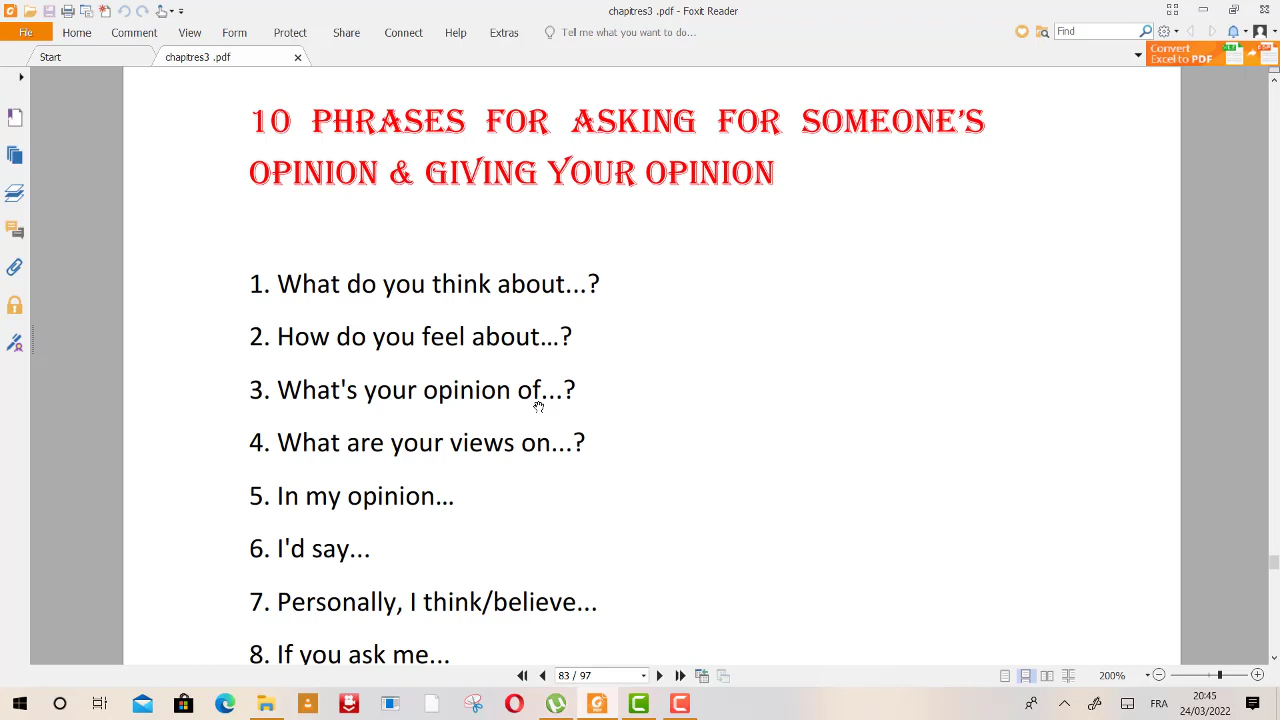 chapitres3 .pdf - Foxit Reader
File Home Comment View Form Protect Share Connect Help Extras Tell me what you want to do... Find
Start chapitres3 .pdf
Convert
Excel to PDF
10 PHRASES FOR ASKING FOR SOMEONE'S
OPINION & GIVING YOUR OPINION
1. What do you think about...?
2. How do you feel about...?
3. What's your opinion of...?
4. What are your views on...?
5. In my opinion...
6. I'd say...
7. Personally, I think/believe...
8. If you ask me...
83 / 97
200%
FRA
20:45
24/03/2022